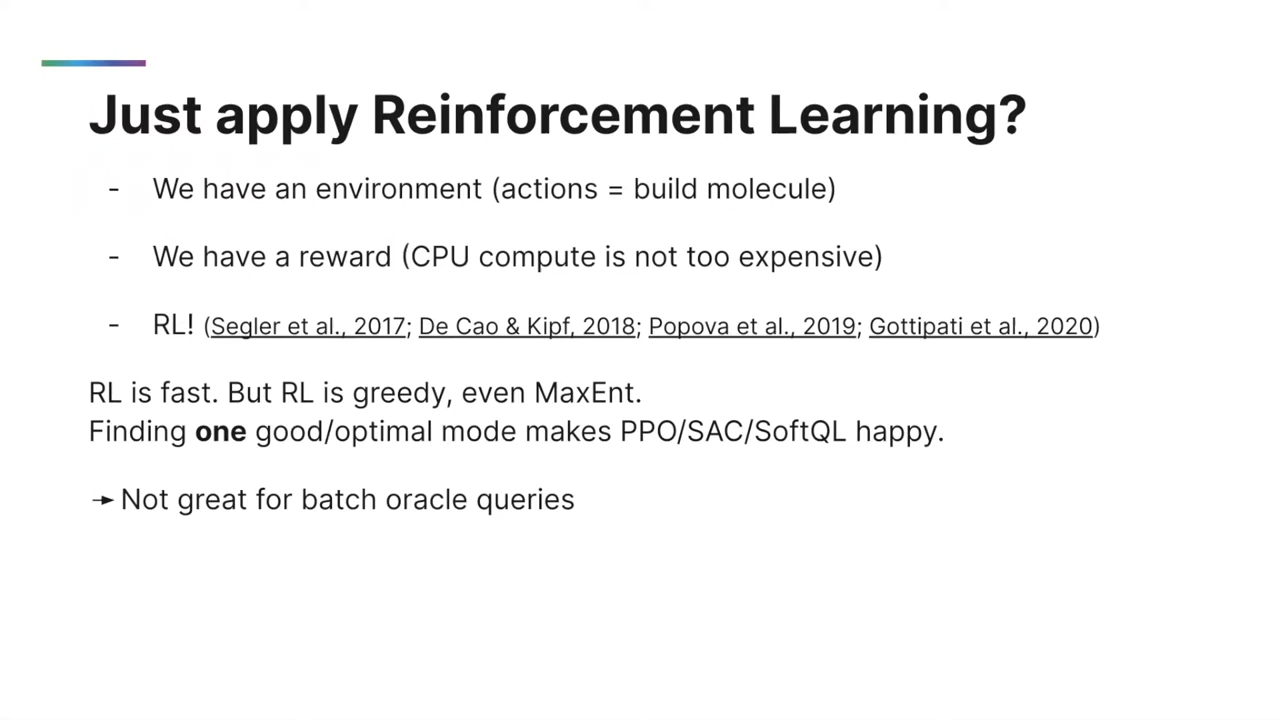 Just apply Reinforcement Learning?
- We have an environment (actions = build molecule)
- We have a reward (CPU compute is not too expensive)
- RL! (Segler et al., 2017; De Cao & Kipf, 2018; Popova et al., 2019; Gottipati et al., 2020)
RL is fast. But RL is greedy, even MaxEnt.
Finding one good/optimal mode makes PPO/SAC/SoftQL happy.
→ Not great for batch oracle queries